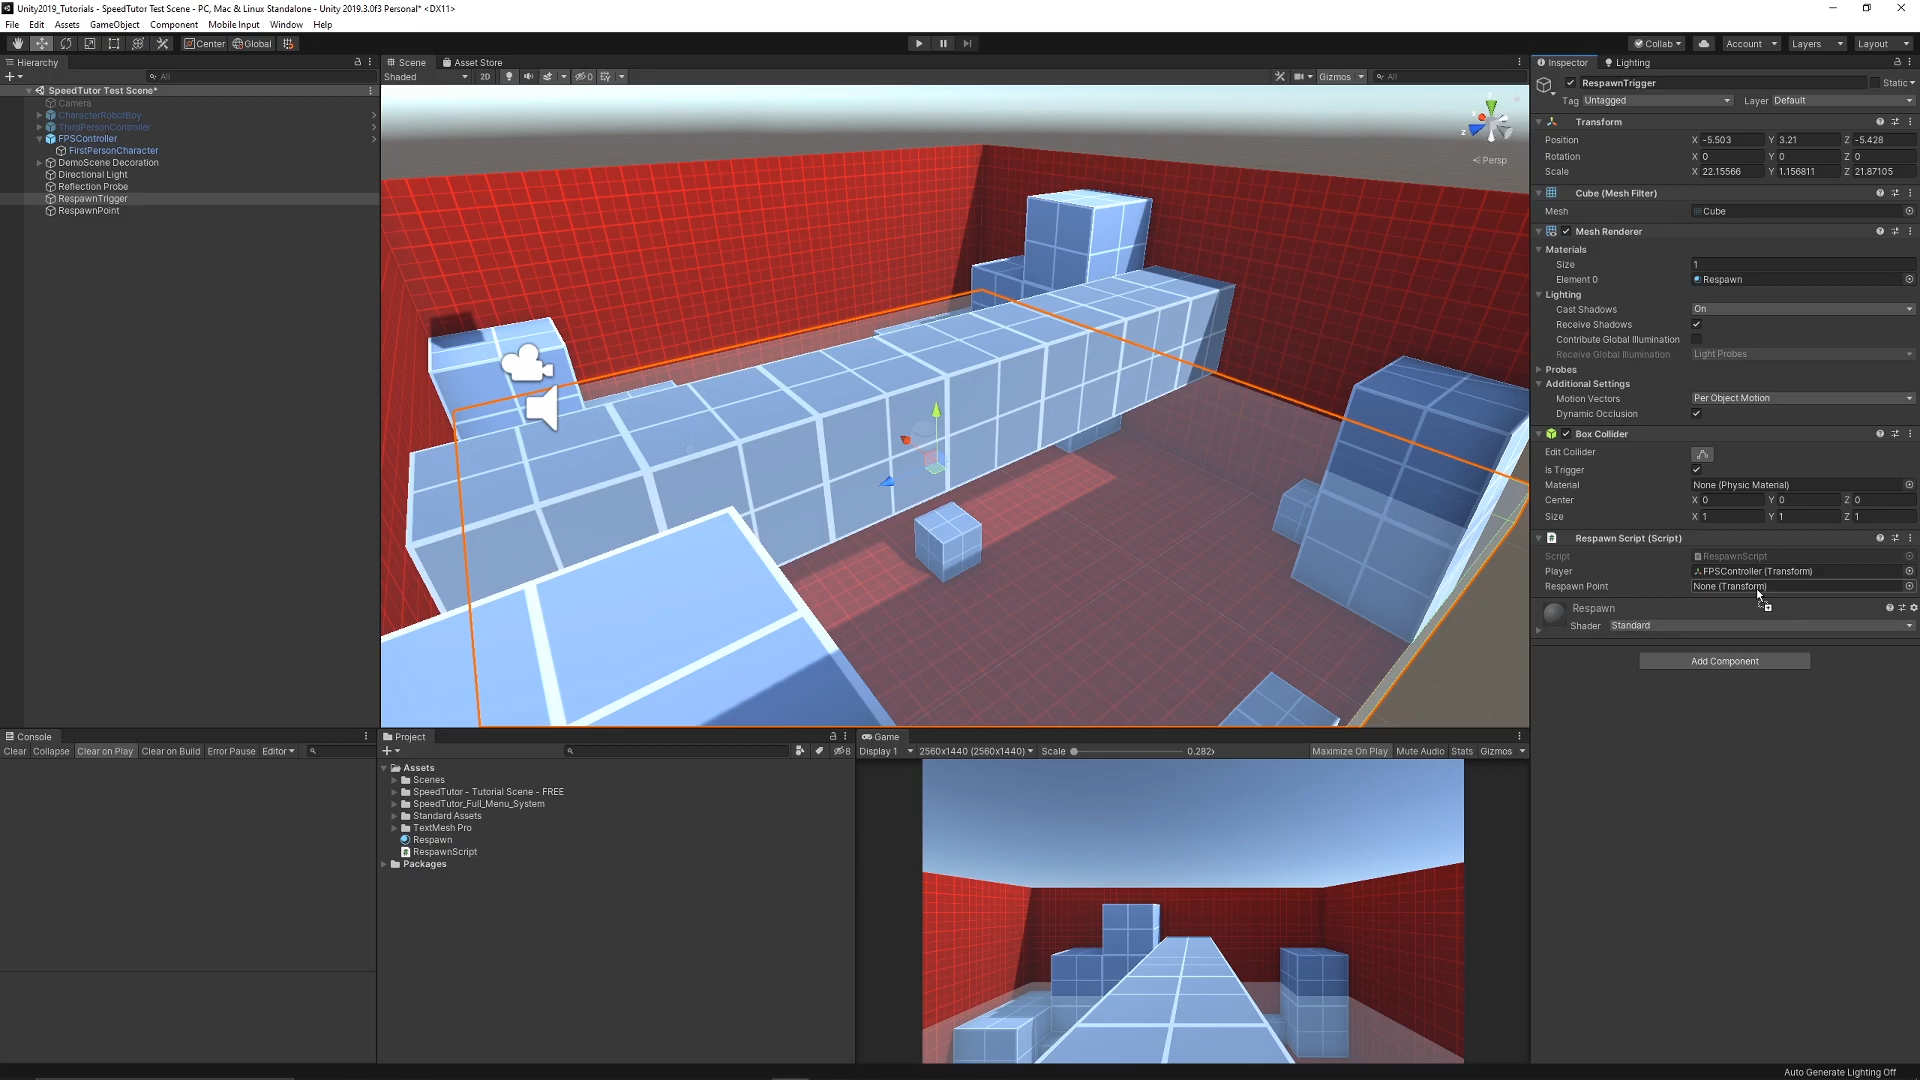 Unity2019_Tutorials - SpeedTutor Test Scene - PC, Mac & Linux Standalone - Unity 2019.3.0f3 Personal* <DX11>
File Edit Assets GameObject Component Mobile Input Window Help
Center Global Collab Account Layers Layout
Hierarchy
All
SpeedTutor Test Scene*
Camera
CharacterRobotBoy
ThirdPersonController
FPSController
FirstPersonCharacter
DemoScene Decoration
Directional Light
Reflection Probe
RespawnTrigger
RespawnPoint
Scene Asset Store
Shaded 2D 0 Gizmos All
y
x
z
Persp
Inspector Lighting
RespawnTrigger Static
Tag Untagged Layer Default
Transform
Position X -5.503 Y 3.21 Z -5.428
Rotation X 0 Y 0 Z 0
Scale X 22.15566 Y 1.156811 Z 21.87105
Cube (Mesh Filter)
Mesh Cube
Mesh Renderer
Materials
Size 1
Element 0 Respawn
Lighting
Cast Shadows On
Receive Shadows
Contribute Global Illumination
Receive Global Illumination Light Probes
Probes
Additional Settings
Motion Vectors Per Object Motion
Dynamic Occlusion
Box Collider
Edit Collider
Is Trigger
Material None (Physic Material)
Center X 0 Y 0 Z 0
Size X 1 Y 1 Z 1
Respawn Script (Script)
Script RespawnScript
Player FPSController (Transform)
Respawn Point None (Transform)
Respawn
Shader Standard
Add Component
Console
Clear Collapse Clear on Play Clear on Build Error Pause Editor
Project
8
Assets
Scenes
SpeedTutor - Tutorial Scene - FREE
SpeedTutor_Full_Menu_System
Standard Assets
TextMesh Pro
Respawn
RespawnScript
Packages
Game
Display 1 2560x1440 (2560x1440) Scale 0.282x Maximize On Play Mute Audio Stats Gizmos
Auto Generate Lighting Off